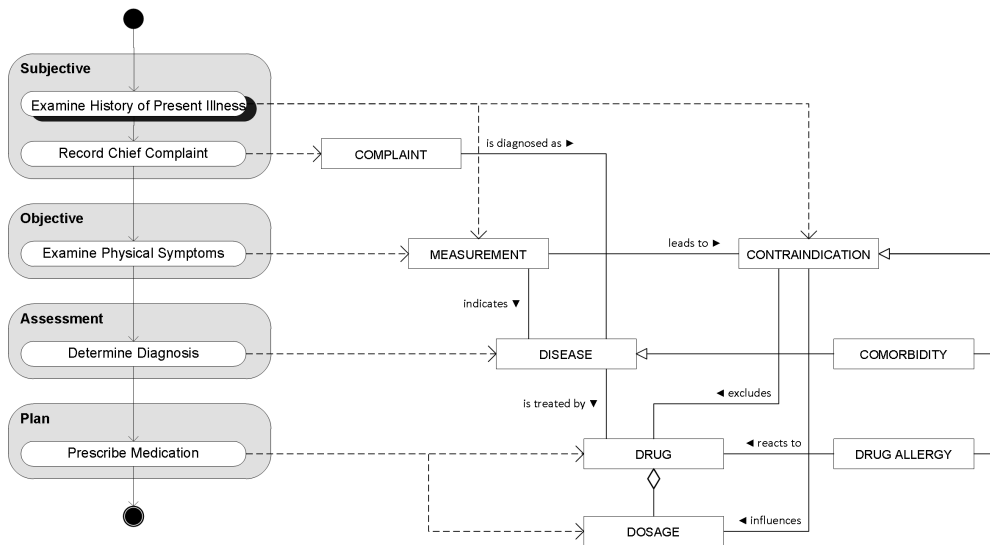 Subjective
Examine History of Present Illness
Record Chief Complaint
COMPLAINT
is diagnosed as ►
Objective
Examine Physical Symptoms
MEASUREMENT
leads to ►
CONTRAINDICATION
indicates ▼
Assessment
Determine Diagnosis
DISEASE
COMORBIDITY
is treated by ▼
◄ excludes
Plan
Prescribe Medication
DRUG
◄ reacts to
DRUG ALLERGY
DOSAGE
◄ influences